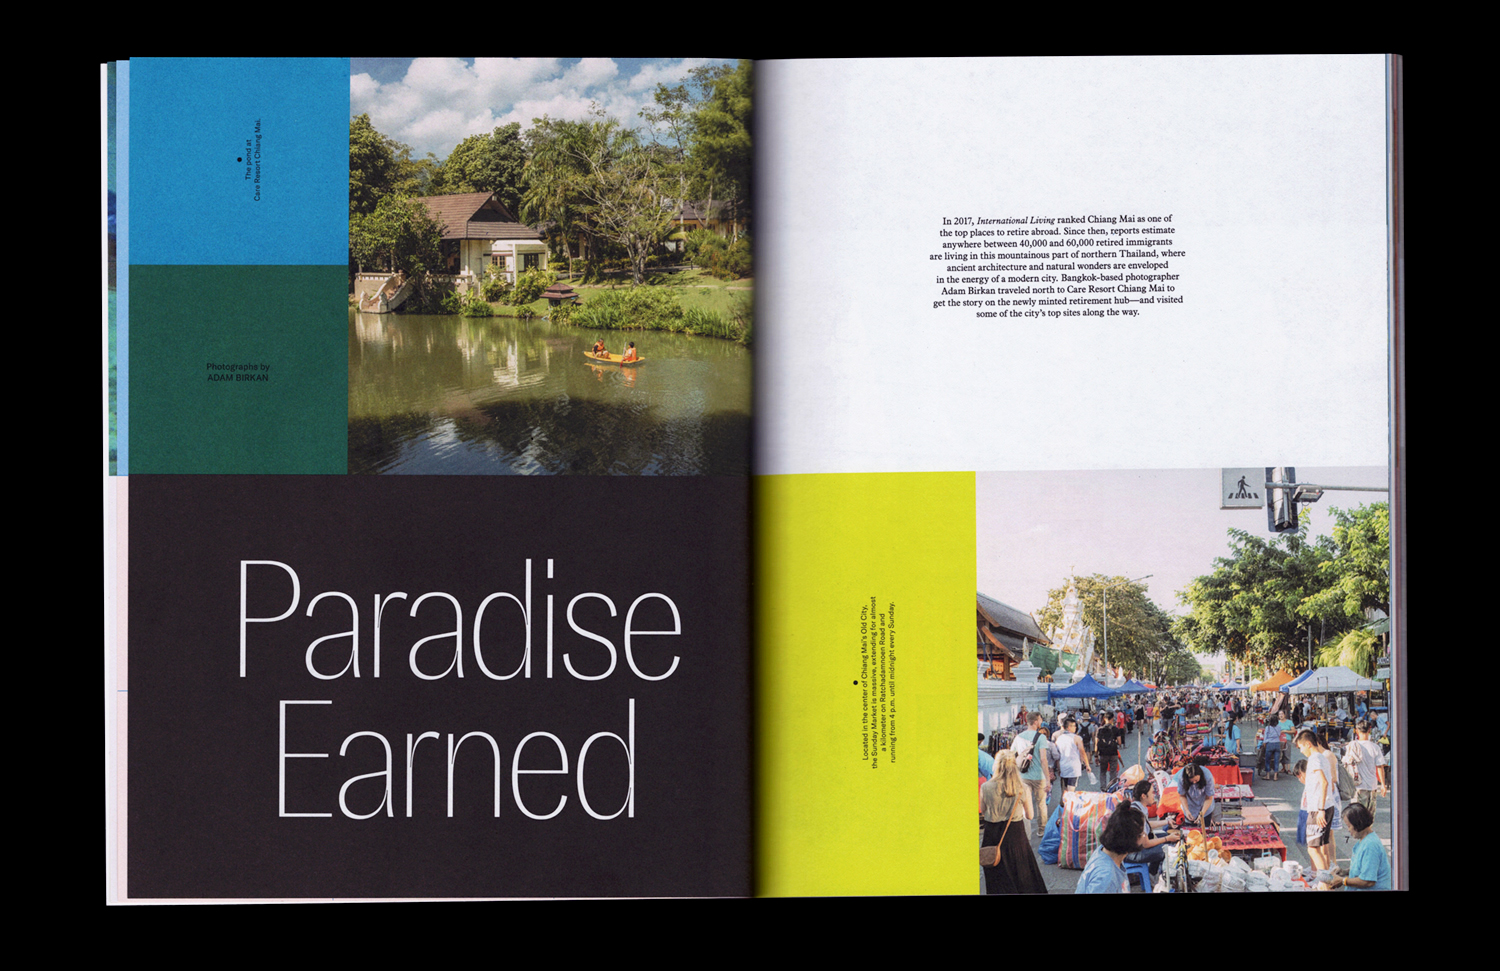 The pond at
Care Resort Chiang Mai.
Photographs by
ADAM BIRKAN
Paradise
Earned
In 2017, International Living ranked Chiang Mai as one of
the top places to retire abroad. Since then, reports estimate
anywhere between 40,000 and 60,000 retired immigrants
are living in this mountainous part of northern Thailand, where
ancient architecture and natural wonders are enveloped
in the energy of a modern city. Bangkok-based photographer
Adam Birkan traveled north to Care Resort Chiang Mai to
get the story on the newly minted retirement hub—and visited
some of the city’s top sites along the way.
Located in the center of Chiang Mai’s Old City,
the Sunday Market is massive, extending for almost
a kilometer on Ratchadamnoen Road and
running from 4 p.m. until midnight every Sunday.
7